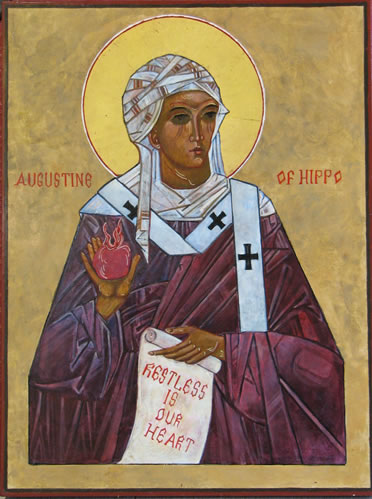 AUGUSTINE OF HIPPO
RESTLESS
IS
OUR
HEART